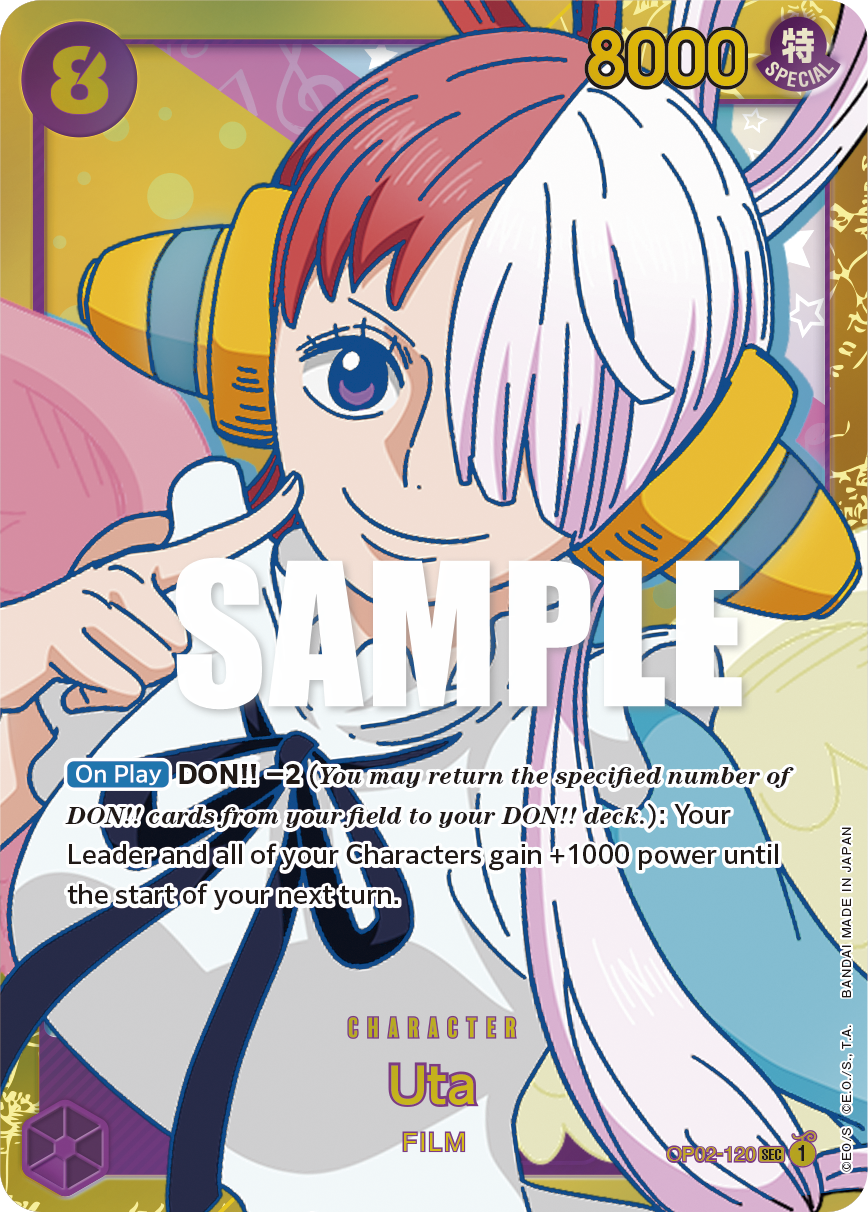 8
8000
特
SPECIAL
SAMPLE
On Play DON!! −2 (You may return the specified number of
DON!! cards from your field to your DON!! deck.): Your
Leader and all of your Characters gain +1000 power until
the start of your next turn.
CHARACTER
Uta
FILM
OP02-120 SEC 1
©EO/S ©E.O./S., T.A. BANDAI MADE IN JAPAN